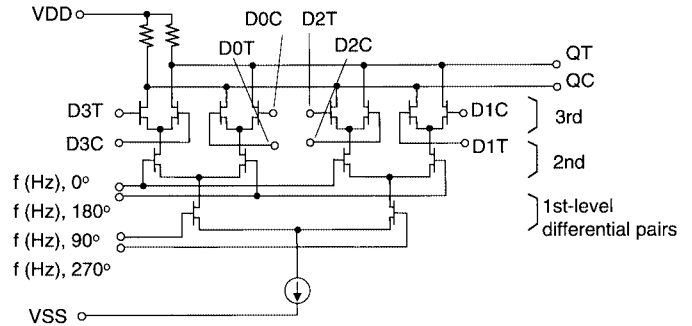 VDD
D0C D2T
D0T D2C
QT
QC
D3T D1C 3rd
D3C D1T
2nd
f (Hz), 0°
f (Hz), 180°
1st-level
differential pairs
f (Hz), 90°
f (Hz), 270°
VSS